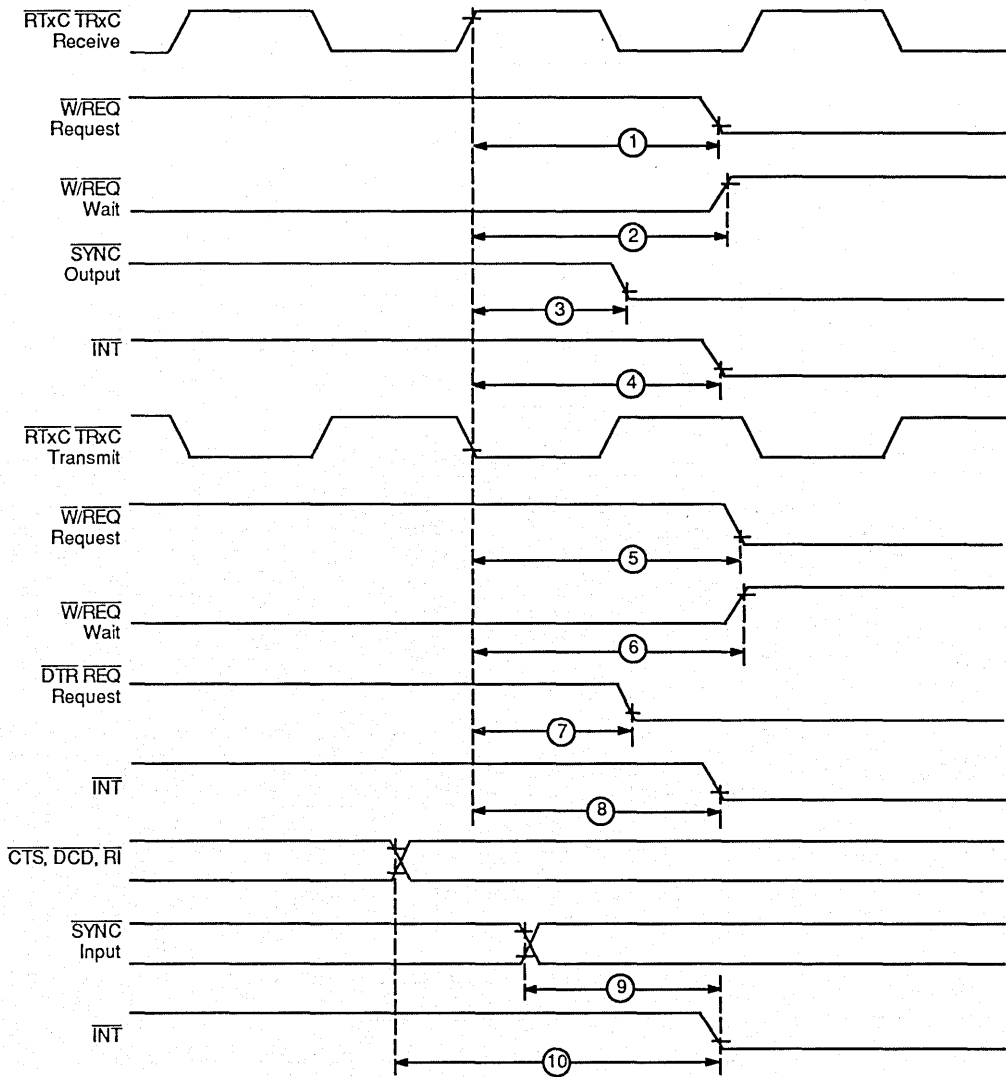 RTxC TRxC
Receive
W/REQ
Request
1
W/REQ
Wait
2
SYNC
Output
3
INT
4
RTxC TRxC
Transmit
W/REQ
Request
5
W/REQ
Wait
6
DTR REQ
Request
7
INT
8
CTS, DCD, RI
SYNC
Input
9
INT
10